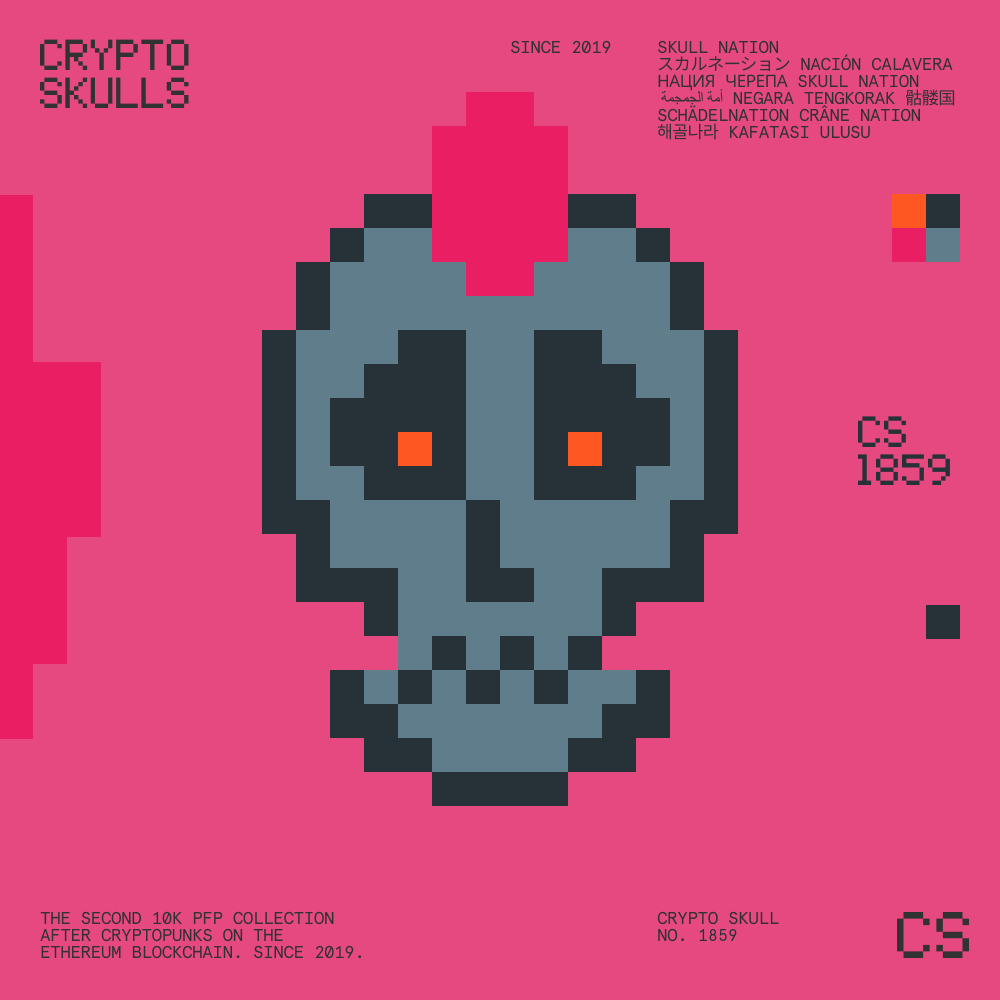 CRYPTO
SKULLS
SINCE 2019
SKULL NATION
スカルネーション NACIÓN CALAVERA
НАЦИЯ ЧЕРЕПА SKULL NATION
أمة الجمجمة NEGARA TENGKORAK 骷髅国
SCHÄDELNATION CRÂNE NATION
해골나라 KAFATASI ULUSU
CS
1859
THE SECOND 10K PFP COLLECTION
AFTER CRYPTOPUNKS ON THE
ETHEREUM BLOCKCHAIN. SINCE 2019.
CRYPTO SKULL
NO. 1859
CS